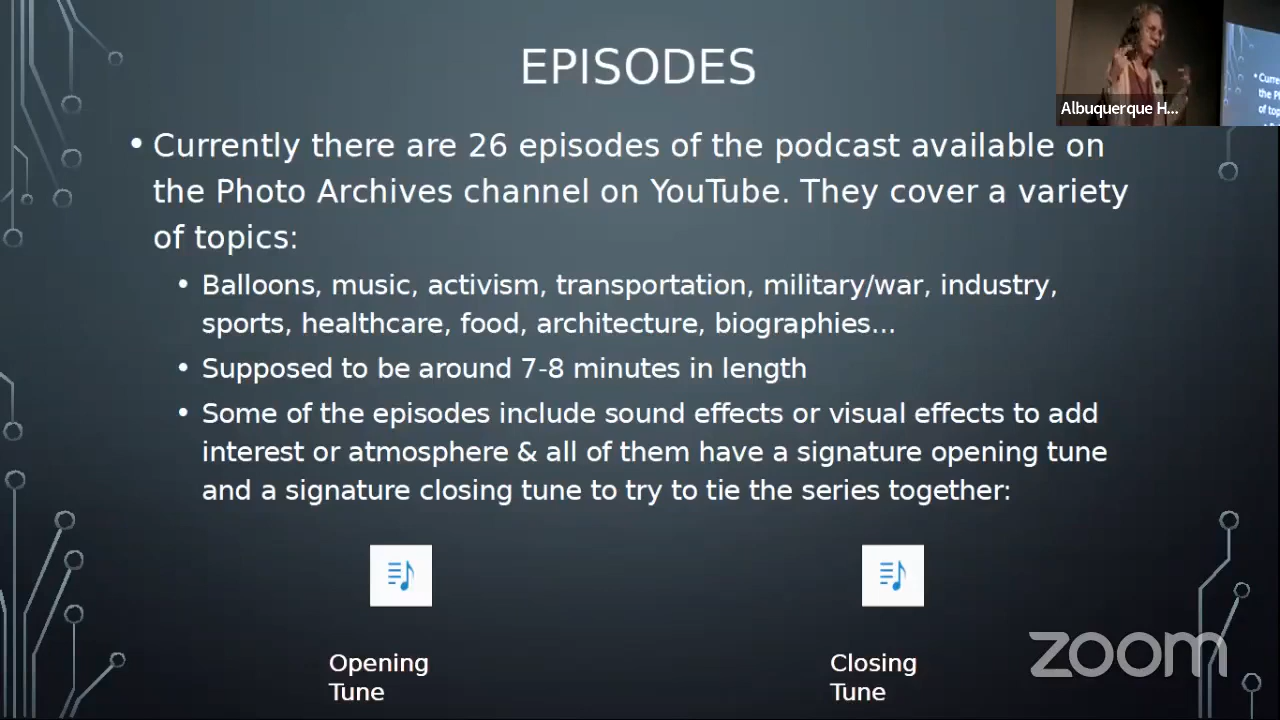 EPISODES
Albuquerque H...
• Currently there are 26 episodes of the podcast available on
the Photo Archives channel on YouTube. They cover a variety
of topics:
• Balloons, music, activism, transportation, military/war, industry,
sports, healthcare, food, architecture, biographies...
• Supposed to be around 7-8 minutes in length
• Some of the episodes include sound effects or visual effects to add
interest or atmosphere & all of them have a signature opening tune
and a signature closing tune to try to tie the series together:
Opening
Tune
Closing
Tune
zoom